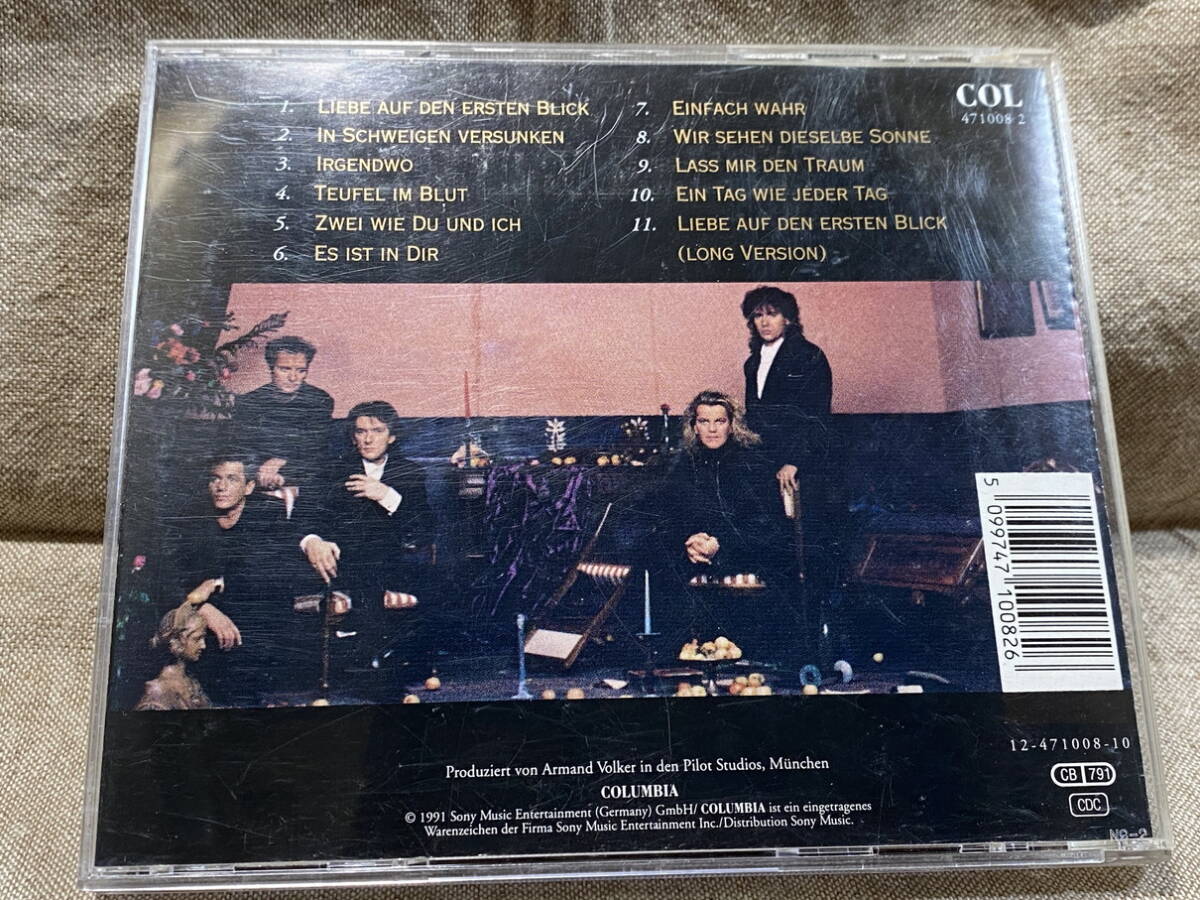 1. LIEBE AUF DEN ERSTEN BLICK
2. IN SCHWEIGEN VERSUNKEN
3. IRGENDWO
4. TEUFEL IM BLUT
5. ZWEI WIE DU UND ICH
6. ES IST IN DIR
7. EINFACH WAHR
8. WIR SEHEN DIESELBE SONNE
9. LASS MIR DEN TRAUM
10. EIN TAG WIE JEDER TAG
11. LIEBE AUF DEN ERSTEN BLICK
(LONG VERSION)
COL
471008 2
5 099747 100826
12-471008-10
CB 791
CDC
Produziert von Armand Volker in den Pilot Studios, München
COLUMBIA
© 1991 Sony Music Entertainment (Germany) GmbH/ COLUMBIA ist ein eingetragenes
Warenzeichen der Firma Sony Music Entertainment Inc./Distribution Sony Music.